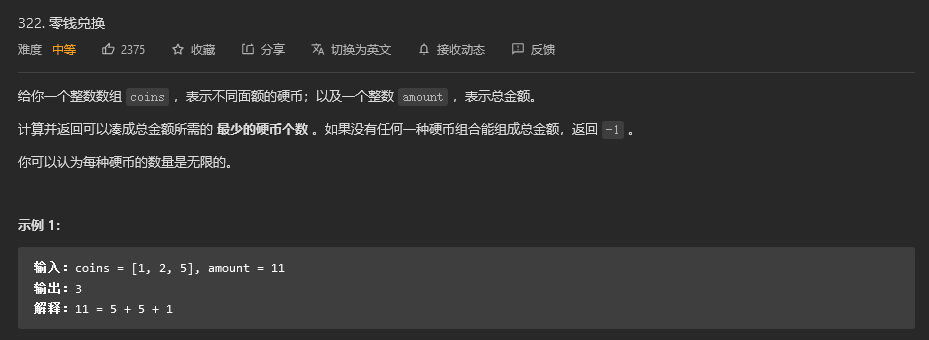 322. 零钱兑换
难度 中等 2375 收藏 分享 切换为英文 接收动态 反馈
给你一个整数数组 coins ，表示不同面额的硬币；以及一个整数 amount ，表示总金额。
计算并返回可以凑成总金额所需的 最少的硬币个数 。如果没有任何一种硬币组合能组成总金额，返回 -1 。
你可以认为每种硬币的数量是无限的。
示例 1：
输入：coins = [1, 2, 5], amount = 11
输出：3
解释：11 = 5 + 5 + 1